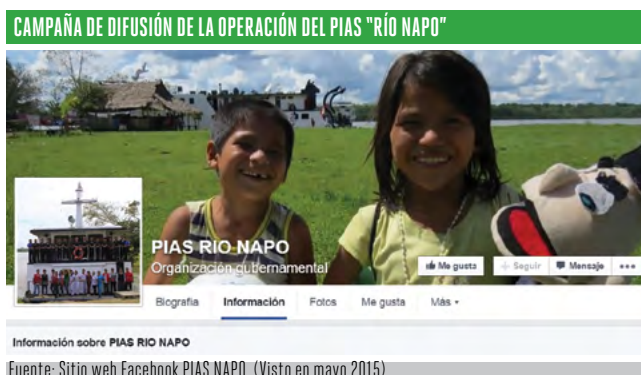 CAMPAÑA DE DIFUSIÓN DE LA OPERACIÓN DEL PIAS "RÍO NAPO"
PIAS RIO NAPO
Organización gubernamental
Me gusta
Seguir
Mensaje
Biografía
Información
Fotos
Me gusta
Más
Información sobre PIAS RIO NAPO
Fuente: Sitio web Facebook PIAS NAPO. (Visto en mayo 2015)